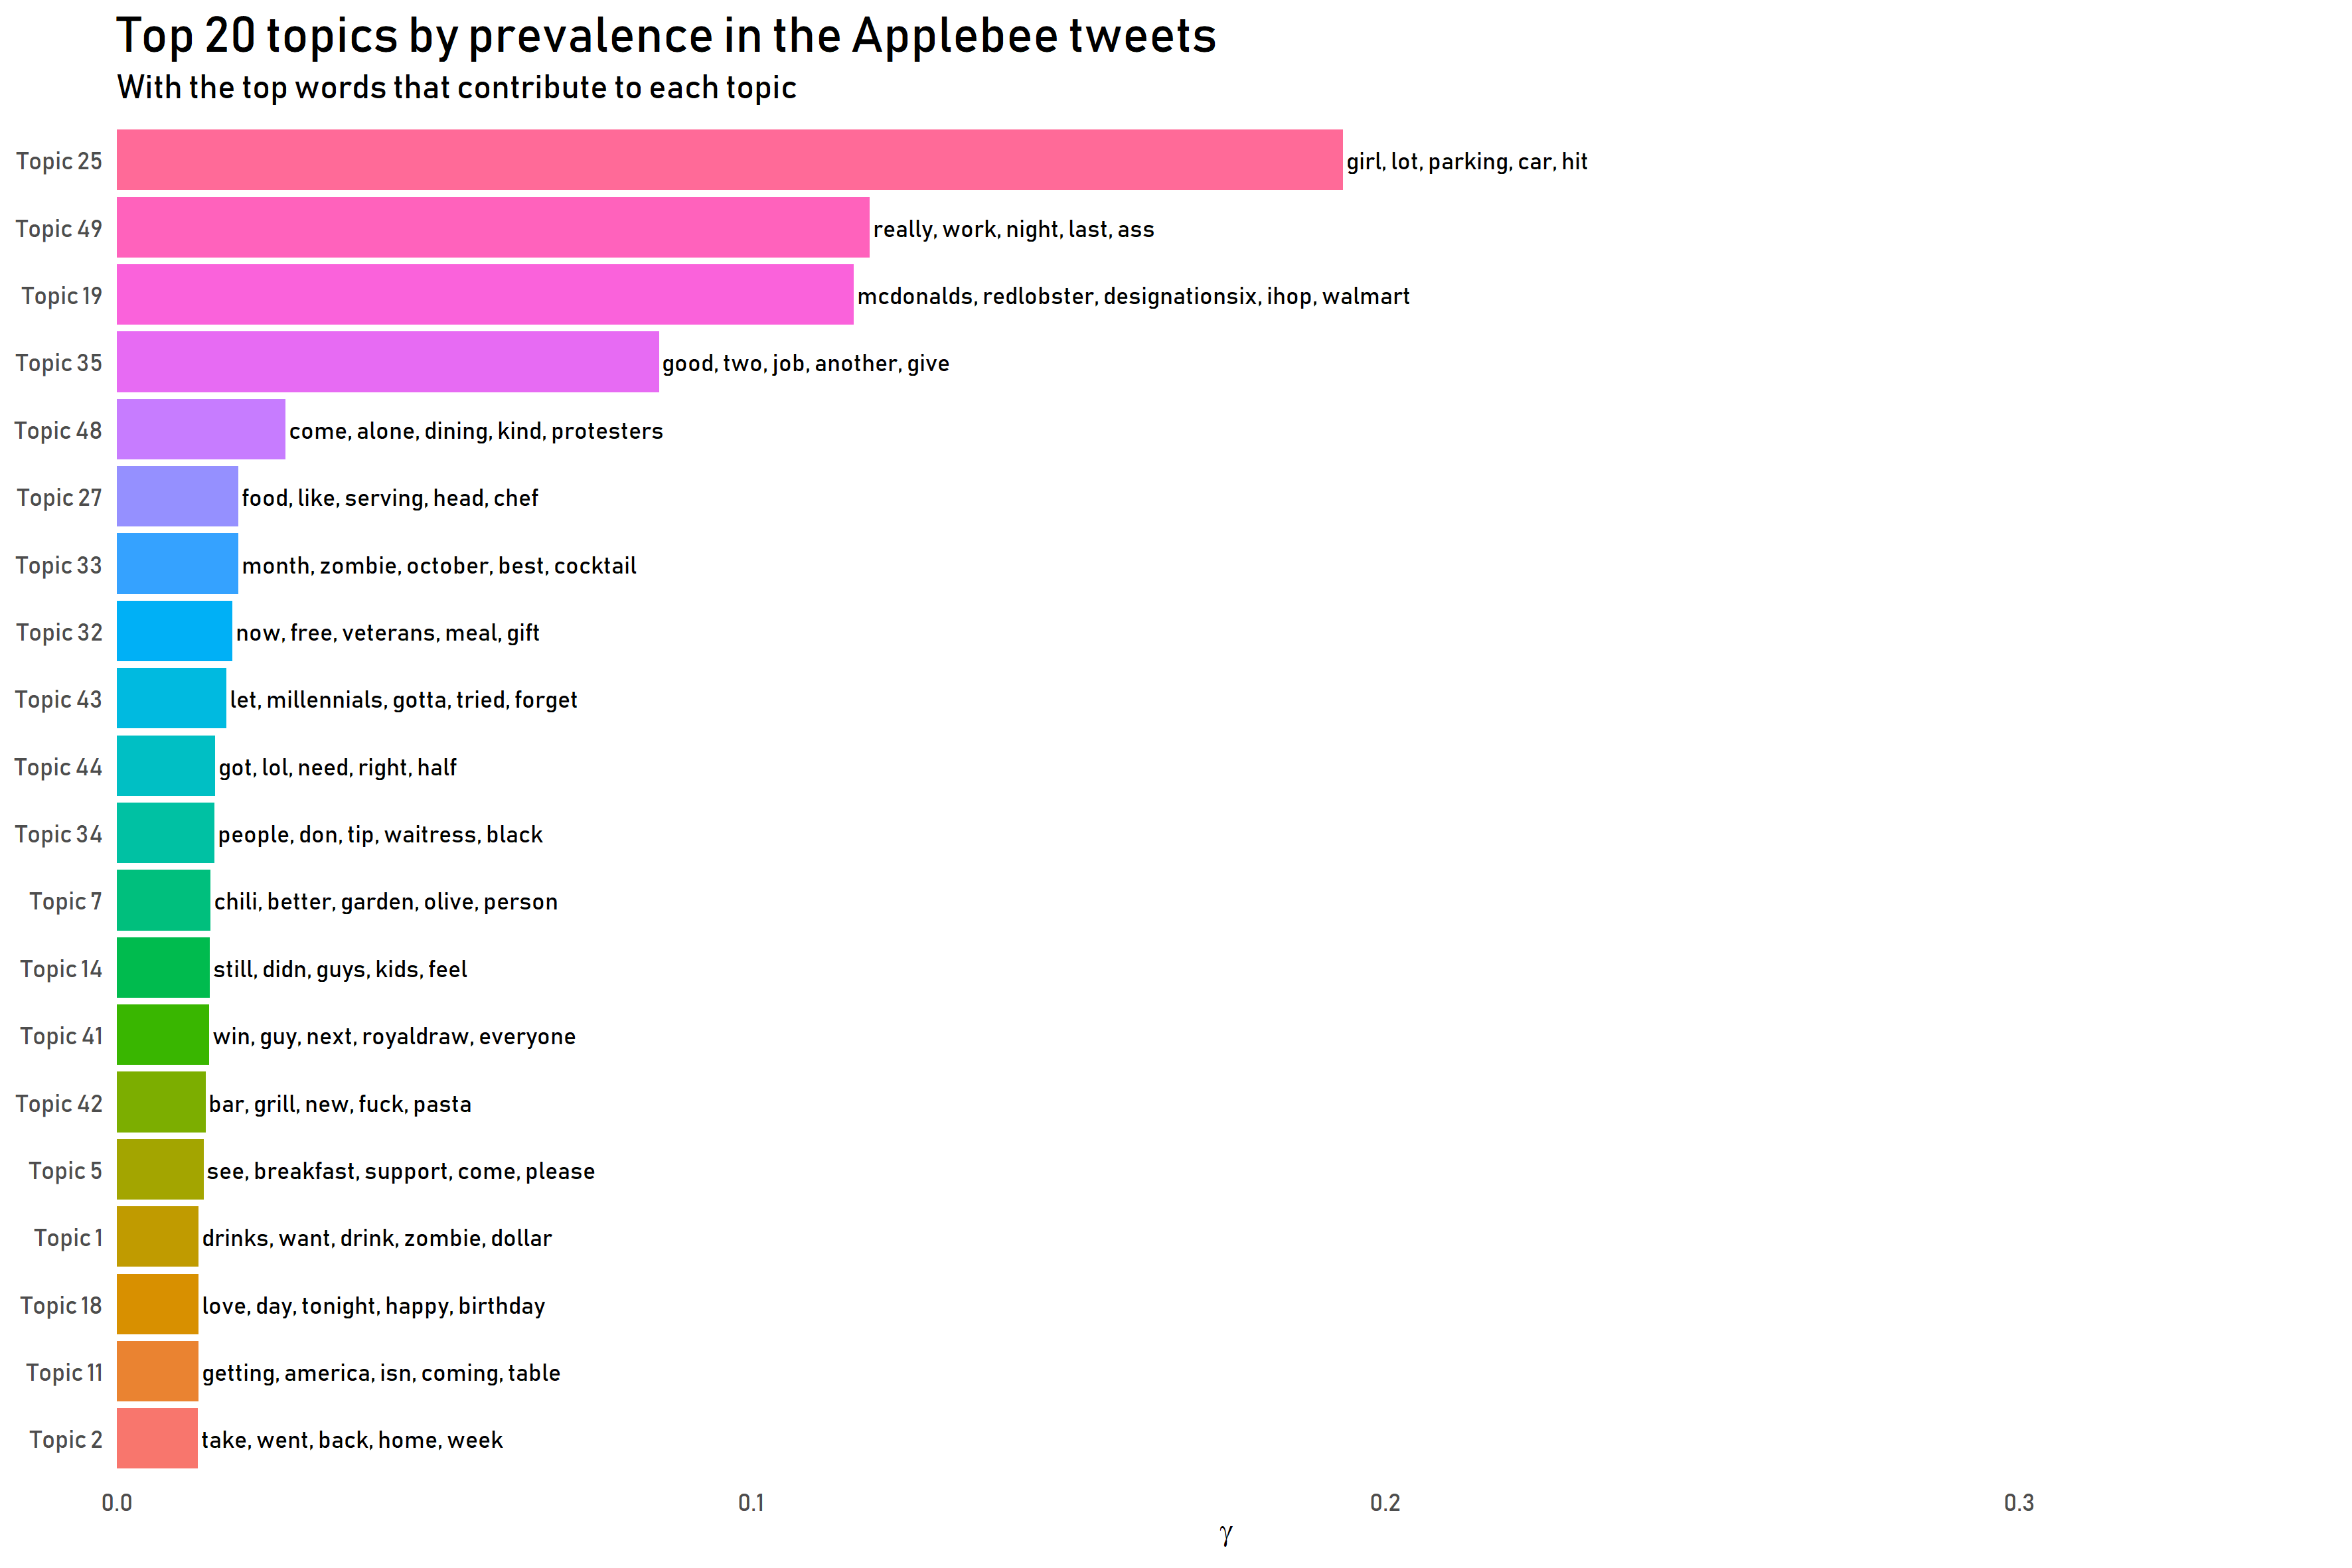 Top 20 topics by prevalence in the Applebee tweets
With the top words that contribute to each topic
Topic 25 girl, lot, parking, car, hit
Topic 49 really, work, night, last, ass
Topic 19 mcdonalds, redlobster, designationsix, ihop, walmart
Topic 35 good, two, job, another, give
Topic 48 come, alone, dining, kind, protesters
Topic 27 food, like, serving, head, chef
Topic 33 month, zombie, october, best, cocktail
Topic 32 now, free, veterans, meal, gift
Topic 43 let, millennials, gotta, tried, forget
Topic 44 got, lol, need, right, half
Topic 34 people, don, tip, waitress, black
Topic 7 chili, better, garden, olive, person
Topic 14 still, didn, guys, kids, feel
Topic 41 win, guy, next, royaldraw, everyone
Topic 42 bar, grill, new, fuck, pasta
Topic 5 see, breakfast, support, come, please
Topic 1 drinks, want, drink, zombie, dollar
Topic 18 love, day, tonight, happy, birthday
Topic 11 getting, america, isn, coming, table
Topic 2 take, went, back, home, week
0.0 0.1 0.2 0.3
γ